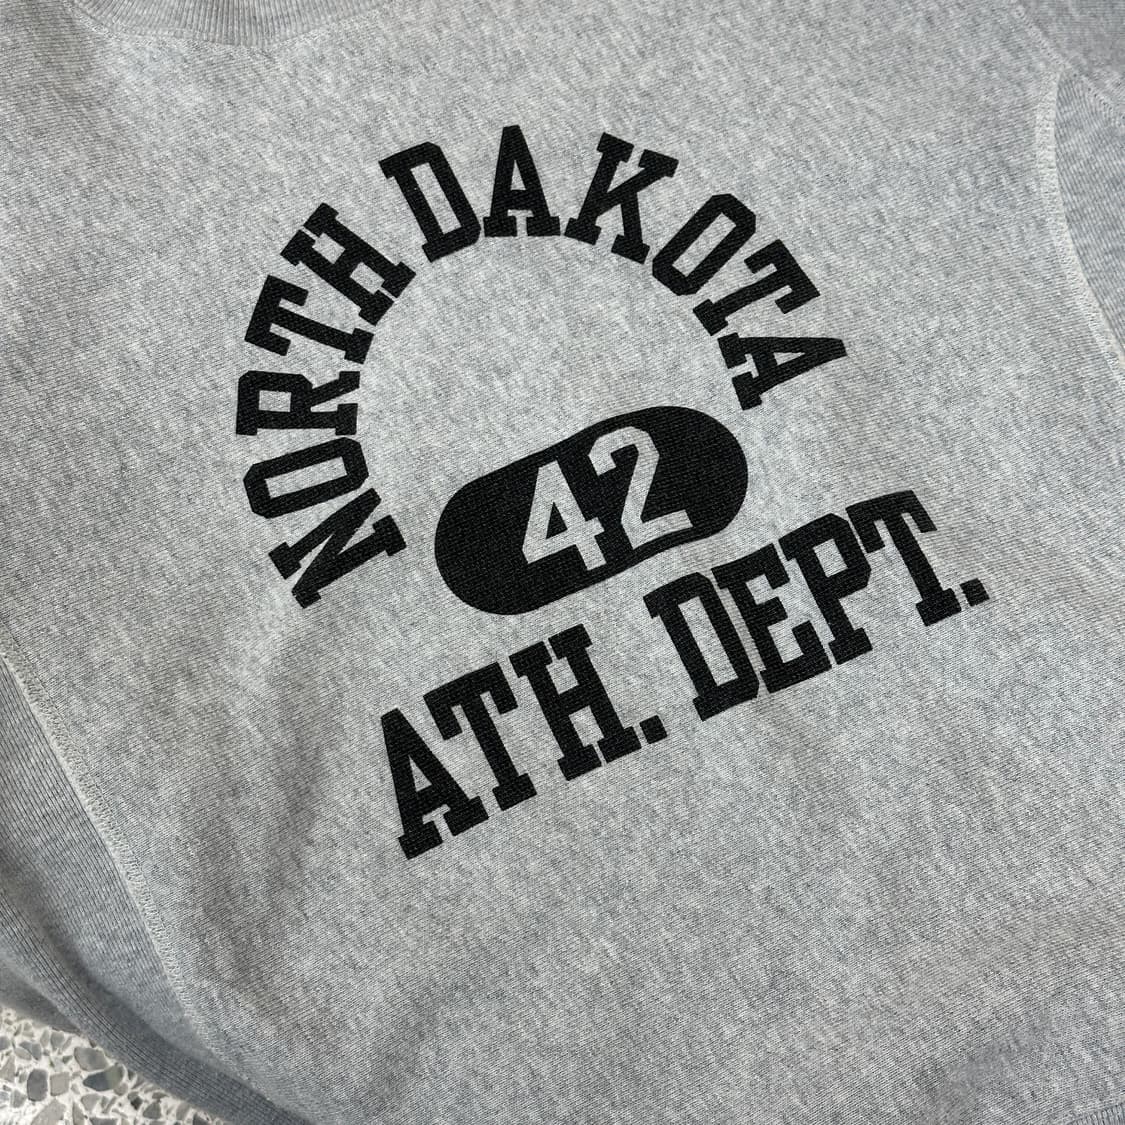 NORTH DAKOTA
42
ATH. DEPT.